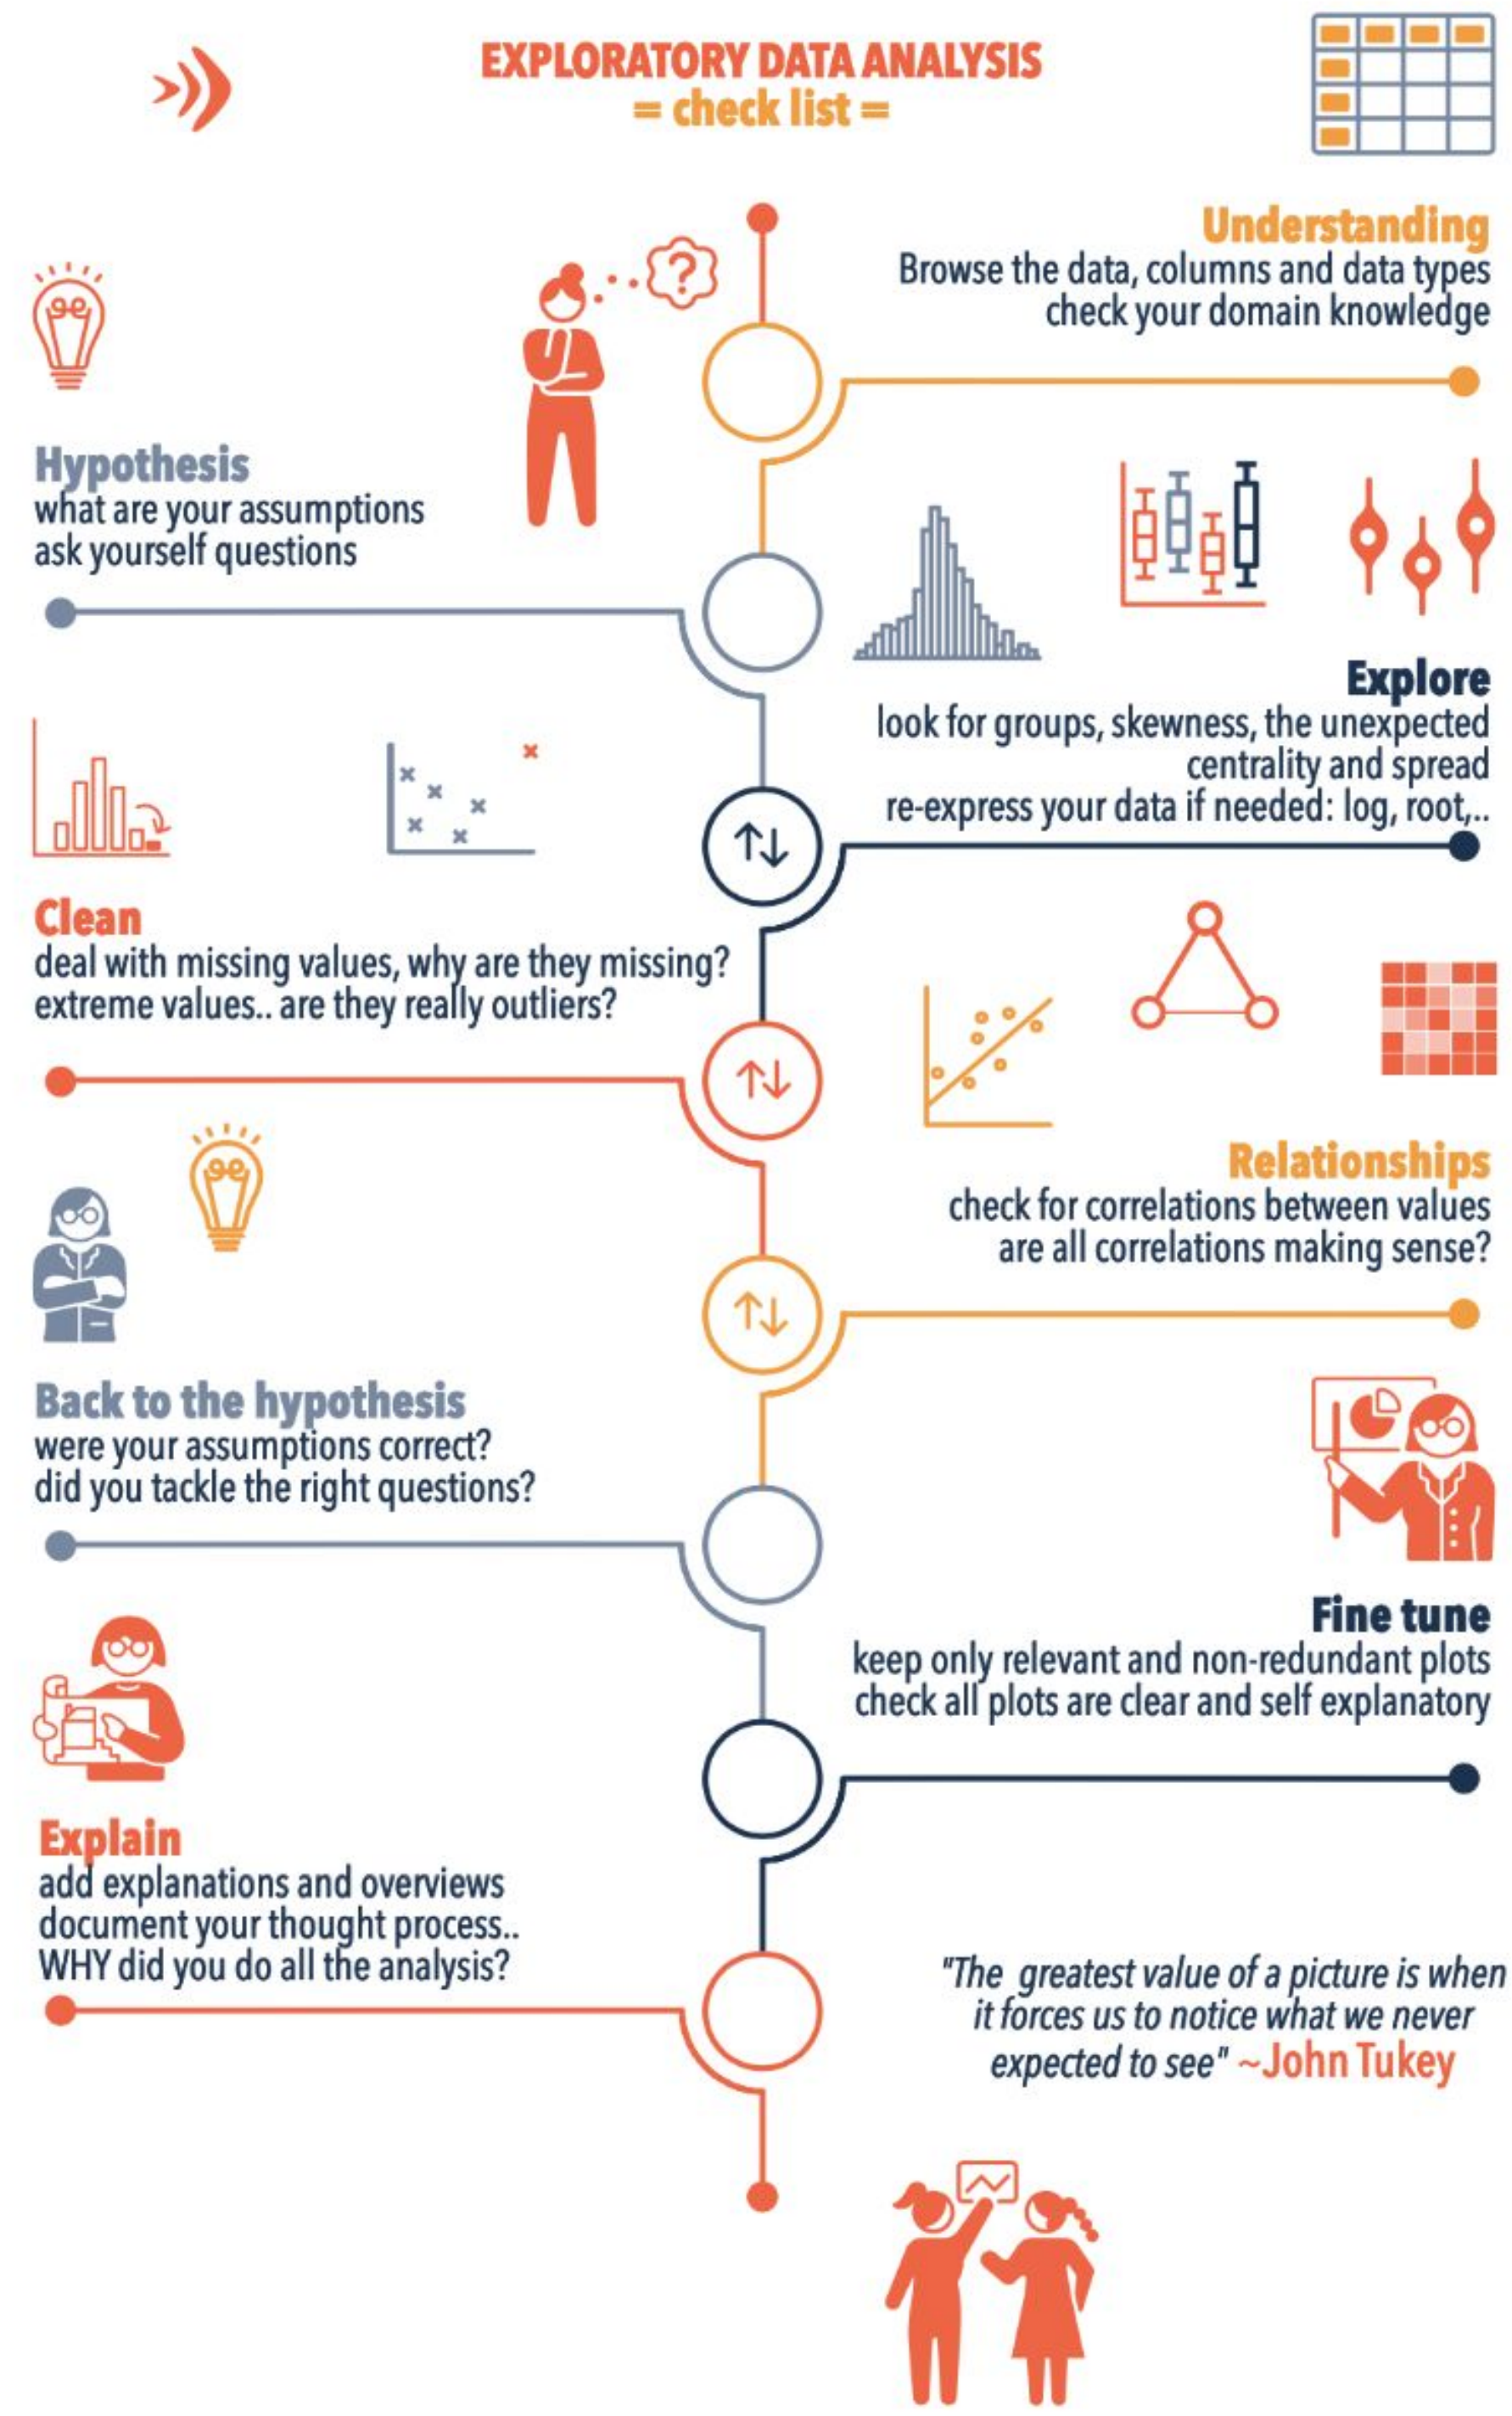 EXPLORATORY DATA ANALYSIS
= check list =
Understanding
Browse the data, columns and data types
check your domain knowledge
Hypothesis
what are your assumptions
ask yourself questions
Explore
look for groups, skewness, the unexpected
centrality and spread
re-express your data if needed: log, root,..
Clean
deal with missing values, why are they missing?
extreme values.. are they really outliers?
Relationships
check for correlations between values
are all correlations making sense?
Back to the hypothesis
were your assumptions correct?
did you tackle the right questions?
Fine tune
keep only relevant and non-redundant plots
check all plots are clear and self explanatory
Explain
add explanations and overviews
document your thought process..
WHY did you do all the analysis?
"The greatest value of a picture is when
it forces us to notice what we never
expected to see" ~John Tukey